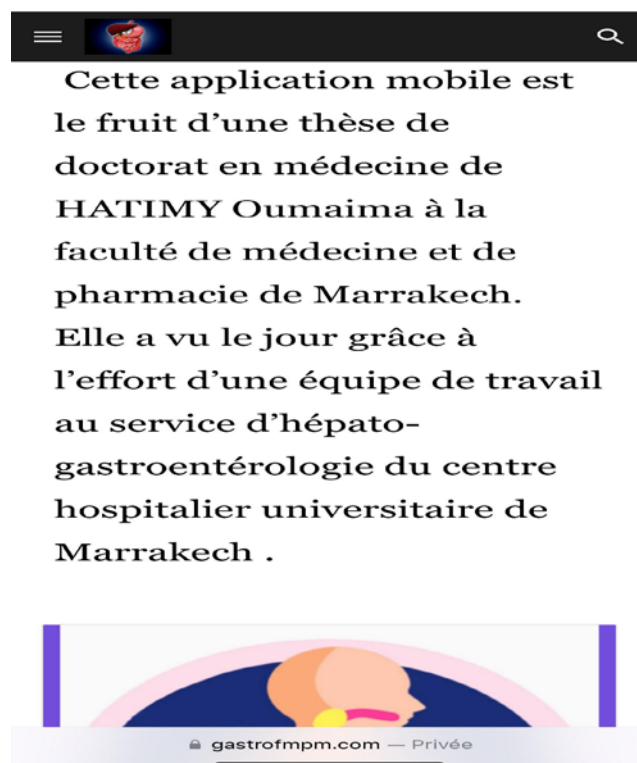 Cette application mobile est
le fruit d’une thèse de
doctorat en médecine de
HATIMY Oumaima à la
faculté de médecine et de
pharmacie de Marrakech.
Elle a vu le jour grâce à
l’effort d’une équipe de travail
au service d’hépato-
gastroentérologie du centre
hospitalier universitaire de
Marrakech .
gastrofmpm.com — Privée